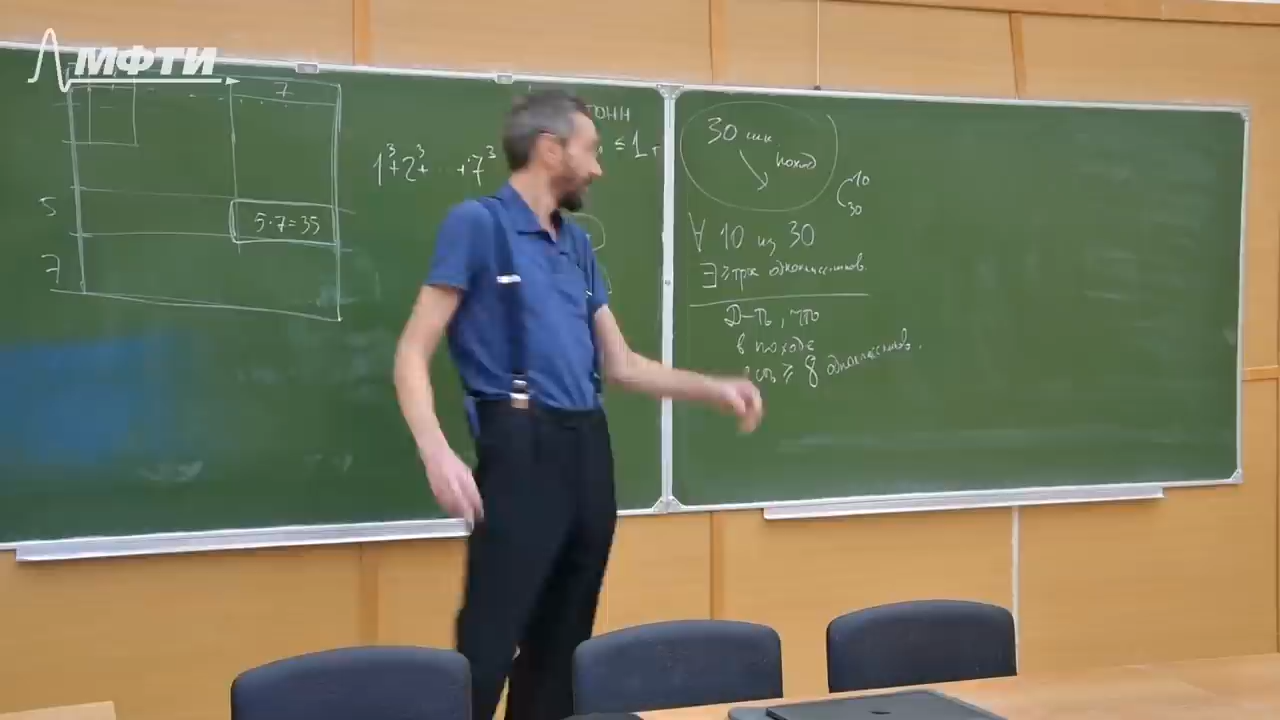 МФТИ
7
5
5·7=35
7
1³+2³+…+7³
тонн
≤ 1 т
30 шк.
поход
10
30
∀ 10 из 30
∃ ≥ трёх одноклассников.
Д-ть, что
в походе
есть ≥ 8 одноклассников.